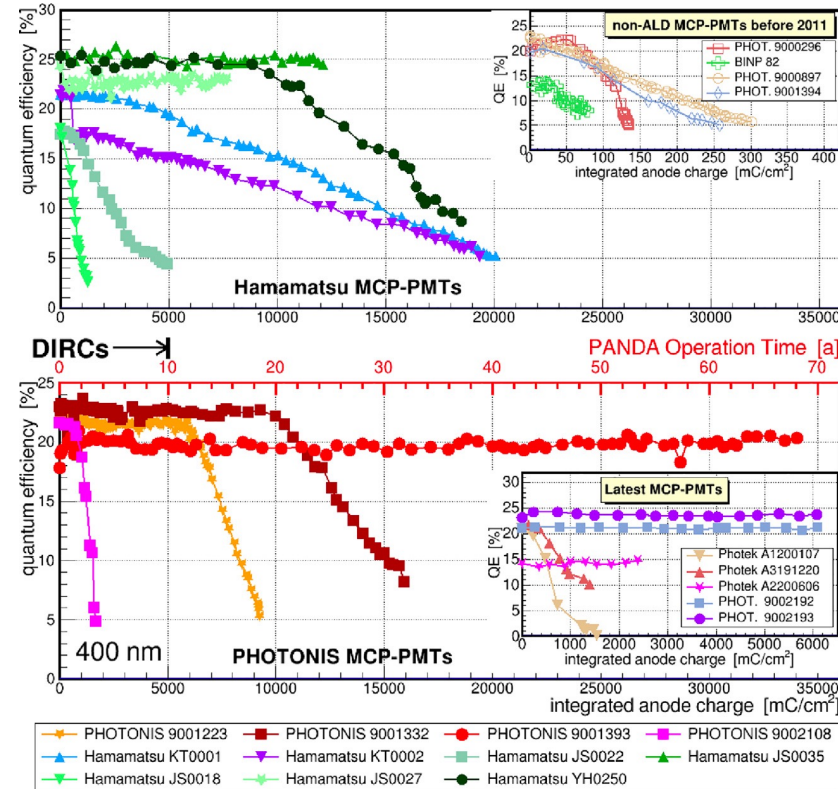 30
25
20
15
10
5
0
quantum efficiency [%]
0 5000 10000 15000 20000 25000 30000 35000
Hamamatsu MCP-PMTs
non-ALD MCP-PMTs before 2011
30
25
20
15
10
5
0
QE [%]
PHOT. 9000296
BINP 82
PHOT. 9000897
PHOT. 9001394
0 50 100 150 200 250 300 400
integrated anode charge [mC/cm²]
DIRCs
PANDA Operation Time [a]
0 10 20 30 40 50 60 70
25
20
15
10
5
0
quantum efficiency [%]
400 nm
PHOTONIS MCP-PMTs
Latest MCP-PMTs
30
25
20
15
10
5
0
QE [%]
Photek A1200107
Photek A3191220
Photek A2200606
PHOT. 9002192
PHOT. 9002193
0 1000 2000 3000 4000 5000 6000
integrated anode charge [mC/cm²]
0 5000 10000 15000 20000 25000 30000 35000
integrated anode charge [mC/cm²]
PHOTONIS 9001223 PHOTONIS 9001332 PHOTONIS 9001393 PHOTONIS 9002108
Hamamatsu KT0001 Hamamatsu KT0002 Hamamatsu JS0022 Hamamatsu JS0035
Hamamatsu JS0018 Hamamatsu JS0027 Hamamatsu YH0250